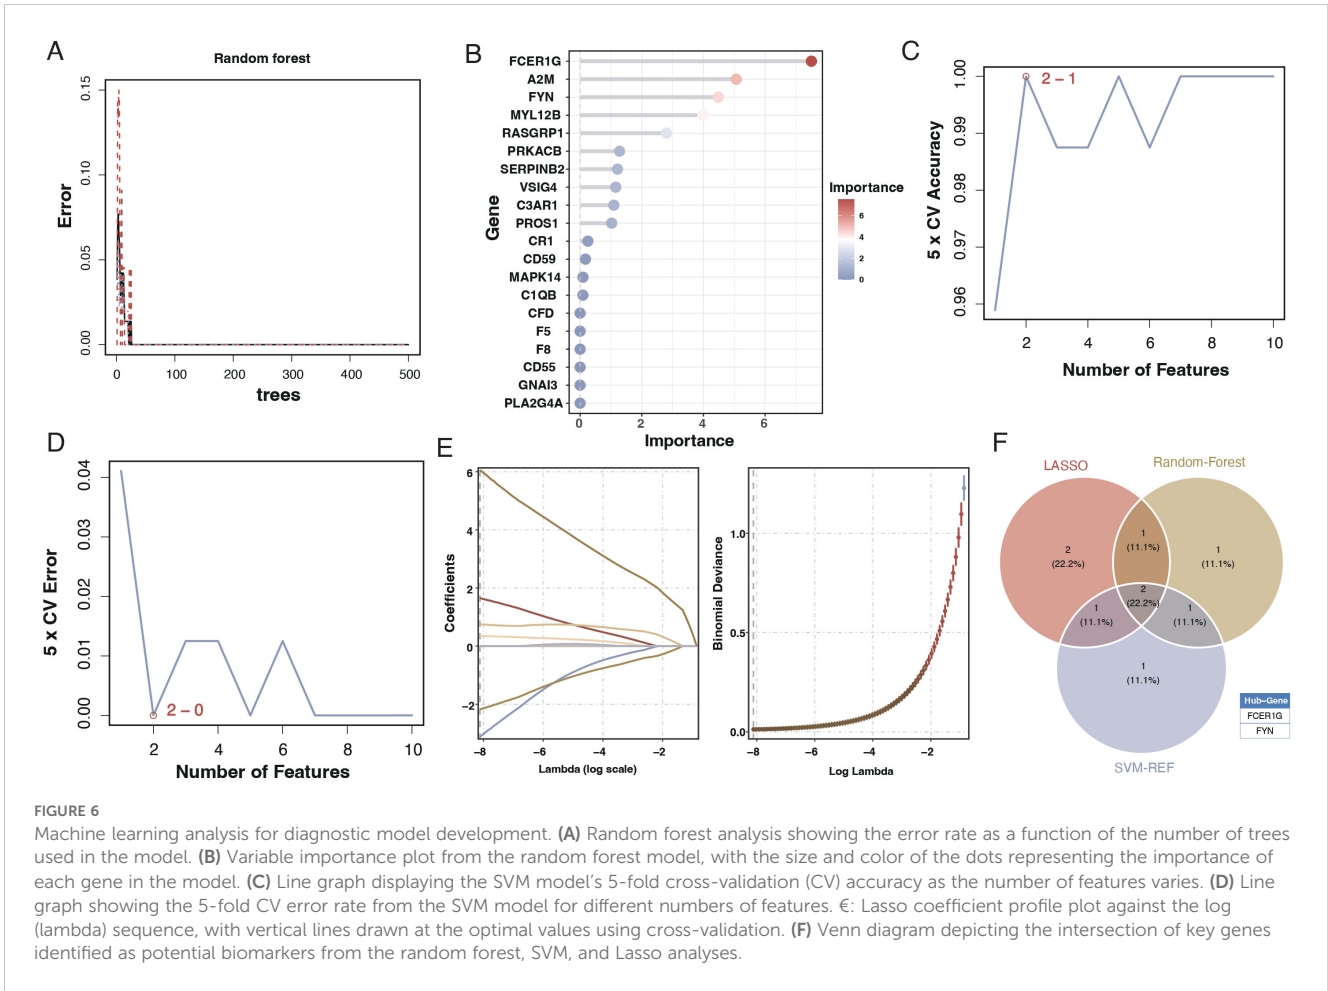 A
Random forest
Error
0.15
0.10
0.05
0.00
0
100
200
300
400
500
trees
B
Gene
FCER1G
A2M
FYN
MYL12B
RASGRP1
PRKACB
SERPINB2
VSIG4
C3AR1
PROS1
CR1
CD59
MAPK14
C1QB
CFD
F5
F8
CD55
GNAI3
PLA2G4A
0
2
4
6
Importance
Importance
6
4
2
0
C
5 x CV Accuracy
1.00
0.99
0.98
0.97
0.96
2 – 1
2
4
6
8
10
Number of Features
D
5 x CV Error
0.04
0.03
0.02
0.01
0.00
2 – 0
2
4
6
8
10
Number of Features
E
Coefficients
6
4
2
0
−2
−8
−6
−4
−2
Lambda (log scale)
Binomial Deviance
1.0
0.5
0.0
−8
−6
−4
−2
Log Lambda
F
LASSO
Random-Forest
2
(22.2%)
1
(11.1%)
1
(11.1%)
2
(22.2%)
1
(11.1%)
1
(11.1%)
1
(11.1%)
SVM-REF
Hub-Gene
FCER1G
FYN
FIGURE 6
Machine learning analysis for diagnostic model development. (A) Random forest analysis showing the error rate as a function of the number of trees
used in the model. (B) Variable importance plot from the random forest model, with the size and color of the dots representing the importance of
each gene in the model. (C) Line graph displaying the SVM model's 5-fold cross-validation (CV) accuracy as the number of features varies. (D) Line
graph showing the 5-fold CV error rate from the SVM model for different numbers of features. €: Lasso coefficient profile plot against the log
(lambda) sequence, with vertical lines drawn at the optimal values using cross-validation. (F) Venn diagram depicting the intersection of key genes
identified as potential biomarkers from the random forest, SVM, and Lasso analyses.